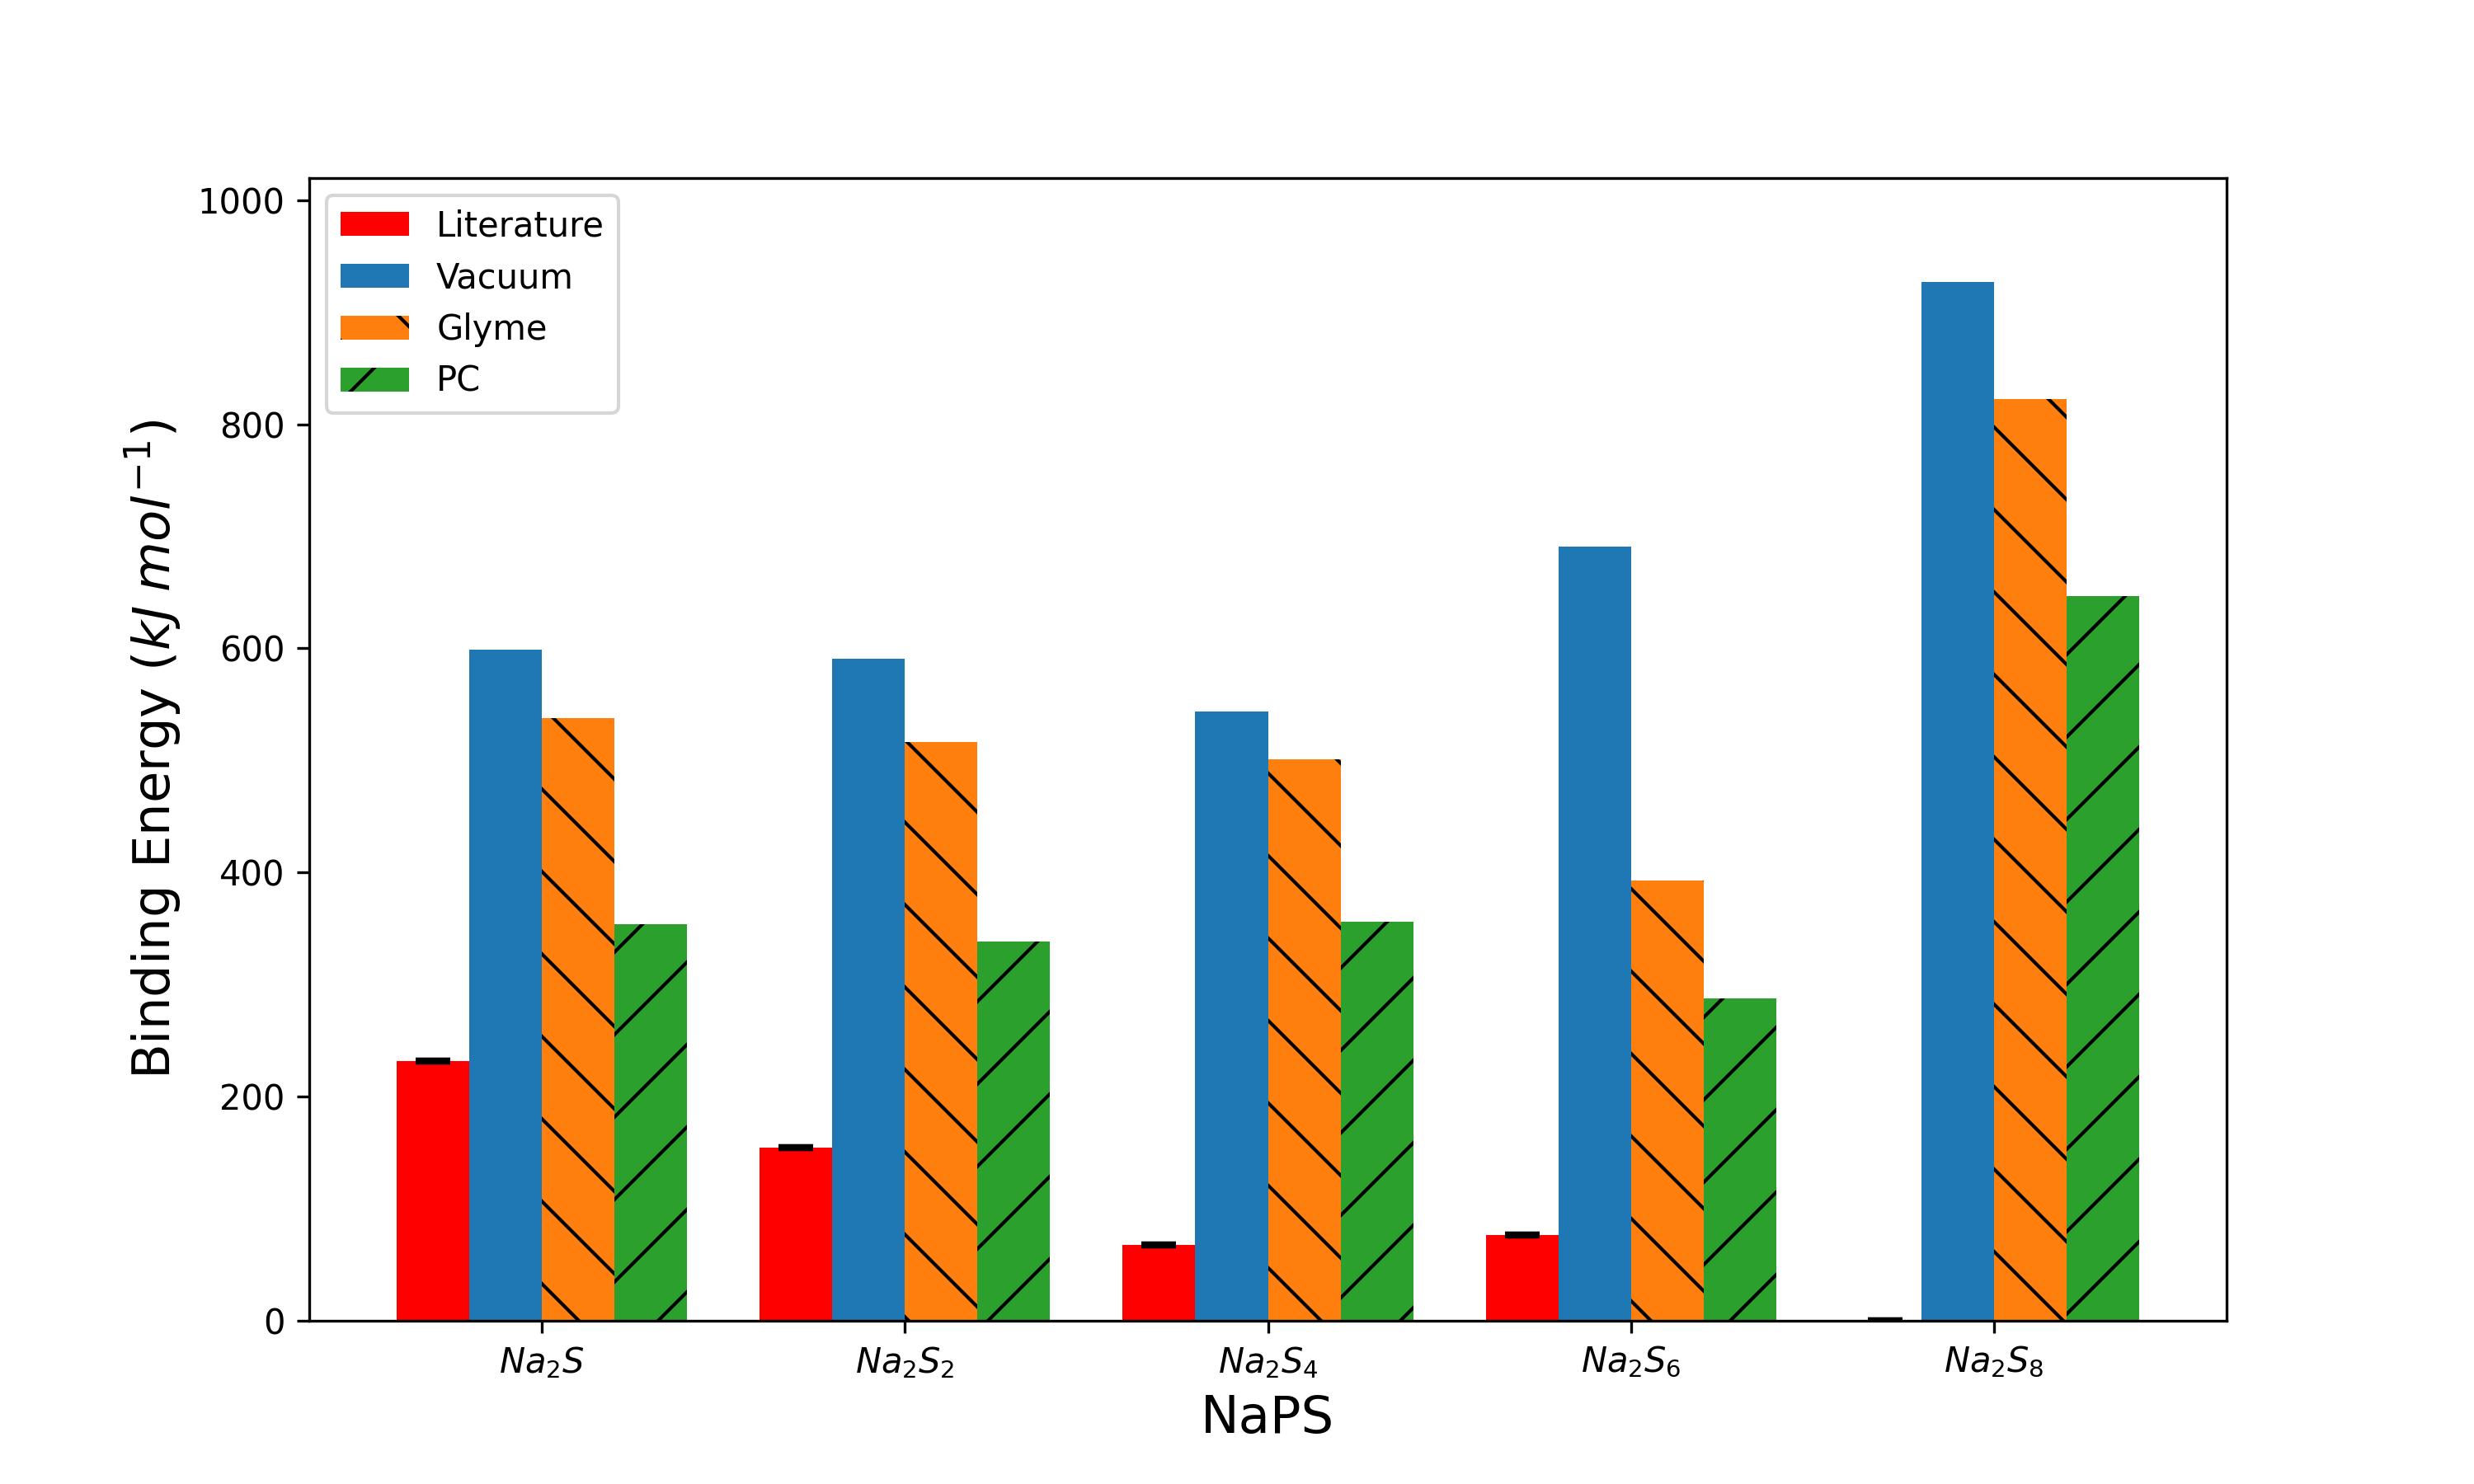 1000
800
600
400
200
0
Binding Energy (kJ mol⁻¹)
Literature
Vacuum
Glyme
PC
Na₂S Na₂S₂ Na₂S₄ Na₂S₆ Na₂S₈
NaPS